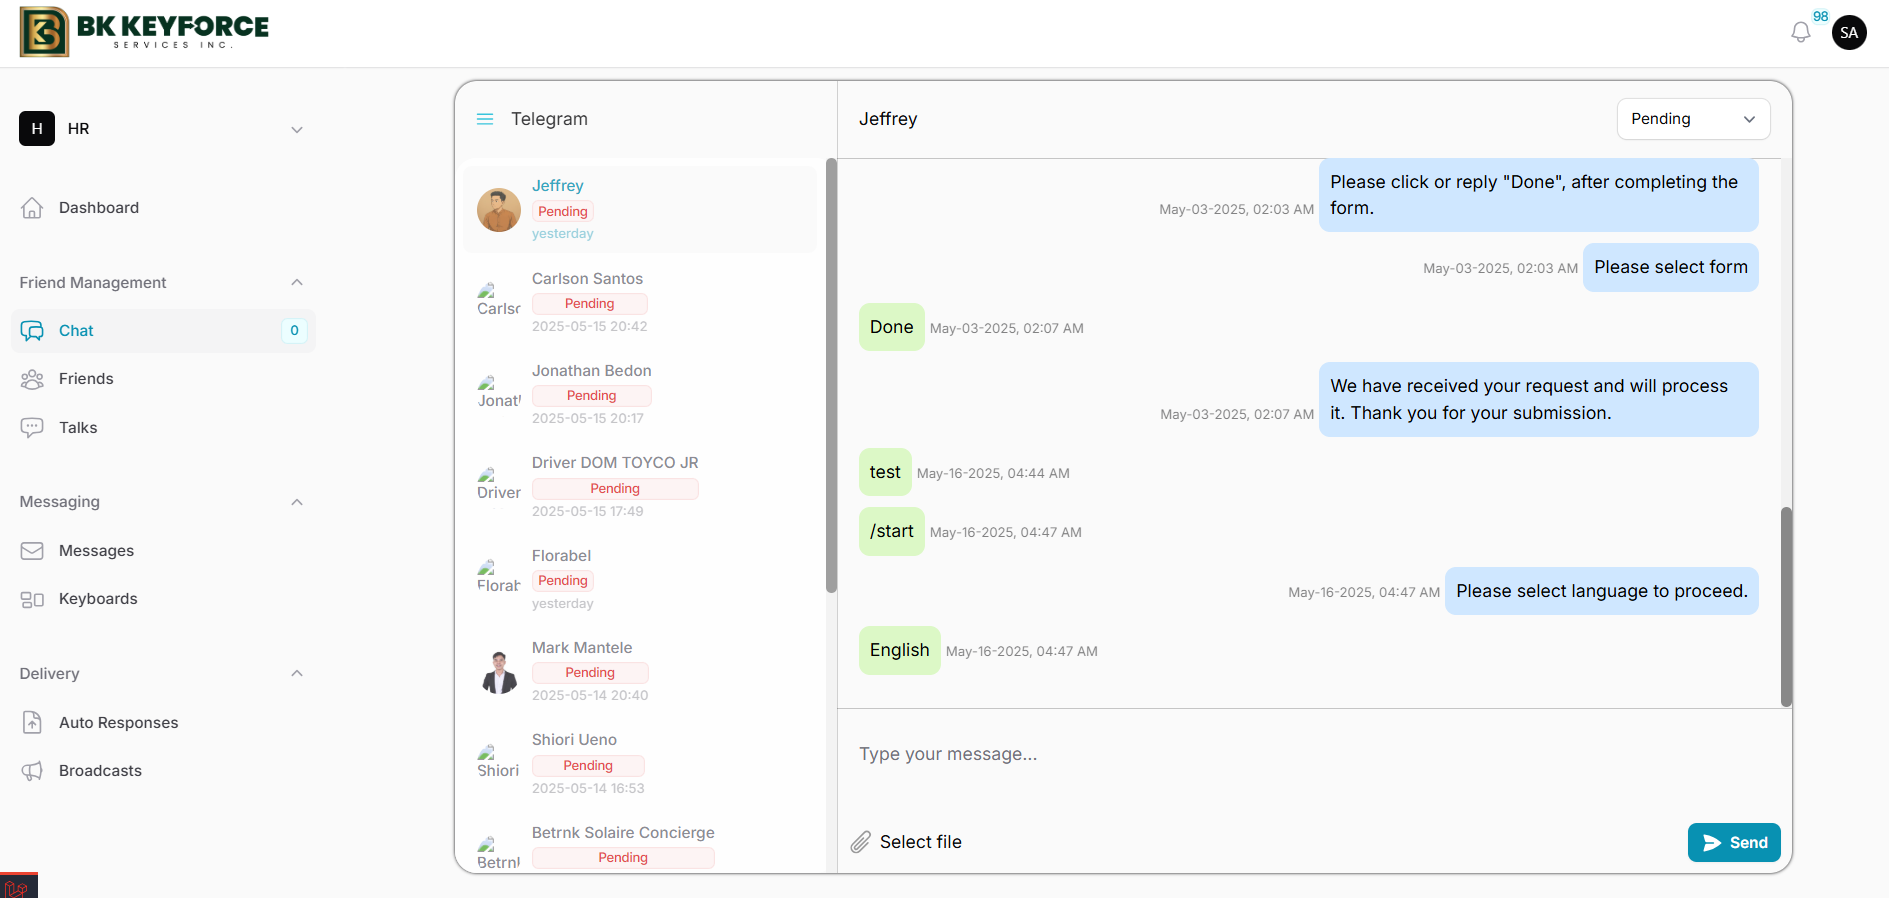 BK KEYFORCE
SERVICES INC.
98
SA
H
HR
Dashboard
Friend Management
Chat
0
Friends
Talks
Messaging
Messages
Keyboards
Delivery
Auto Responses
Broadcasts
Telegram
Jeffrey
Pending
yesterday
Carlson Santos
Carlsc
Pending
2025-05-15 20:42
Jonathan Bedon
Jonat
Pending
2025-05-15 20:17
Driver DOM TOYCO JR
Driver
Pending
2025-05-15 17:49
Florabel
Florab
Pending
yesterday
Mark Mantele
Pending
2025-05-14 20:40
Shiori Ueno
Shiori
Pending
2025-05-14 16:53
Betrnk Solaire Concierge
Betrnk
Pending
Jeffrey
Pending
Please click or reply "Done", after completing the
form.
May-03-2025, 02:03 AM
May-03-2025, 02:03 AM
Please select form
Done
May-03-2025, 02:07 AM
We have received your request and will process
it. Thank you for your submission.
May-03-2025, 02:07 AM
test
May-16-2025, 04:44 AM
/start
May-16-2025, 04:47 AM
May-16-2025, 04:47 AM
Please select language to proceed.
English
May-16-2025, 04:47 AM
Type your message...
Select file
Send